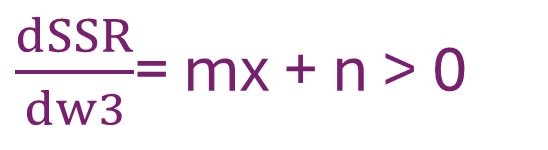 dSSR
dw3
= mx + n > 0